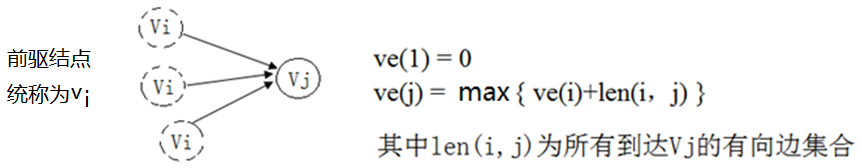 前驱结点
统称为vi
Vi
Vi
Vi
Vj
ve(1) = 0
ve(j) = max { ve(i)+len(i，j) }
其中len(i,j)为所有到达Vj的有向边集合